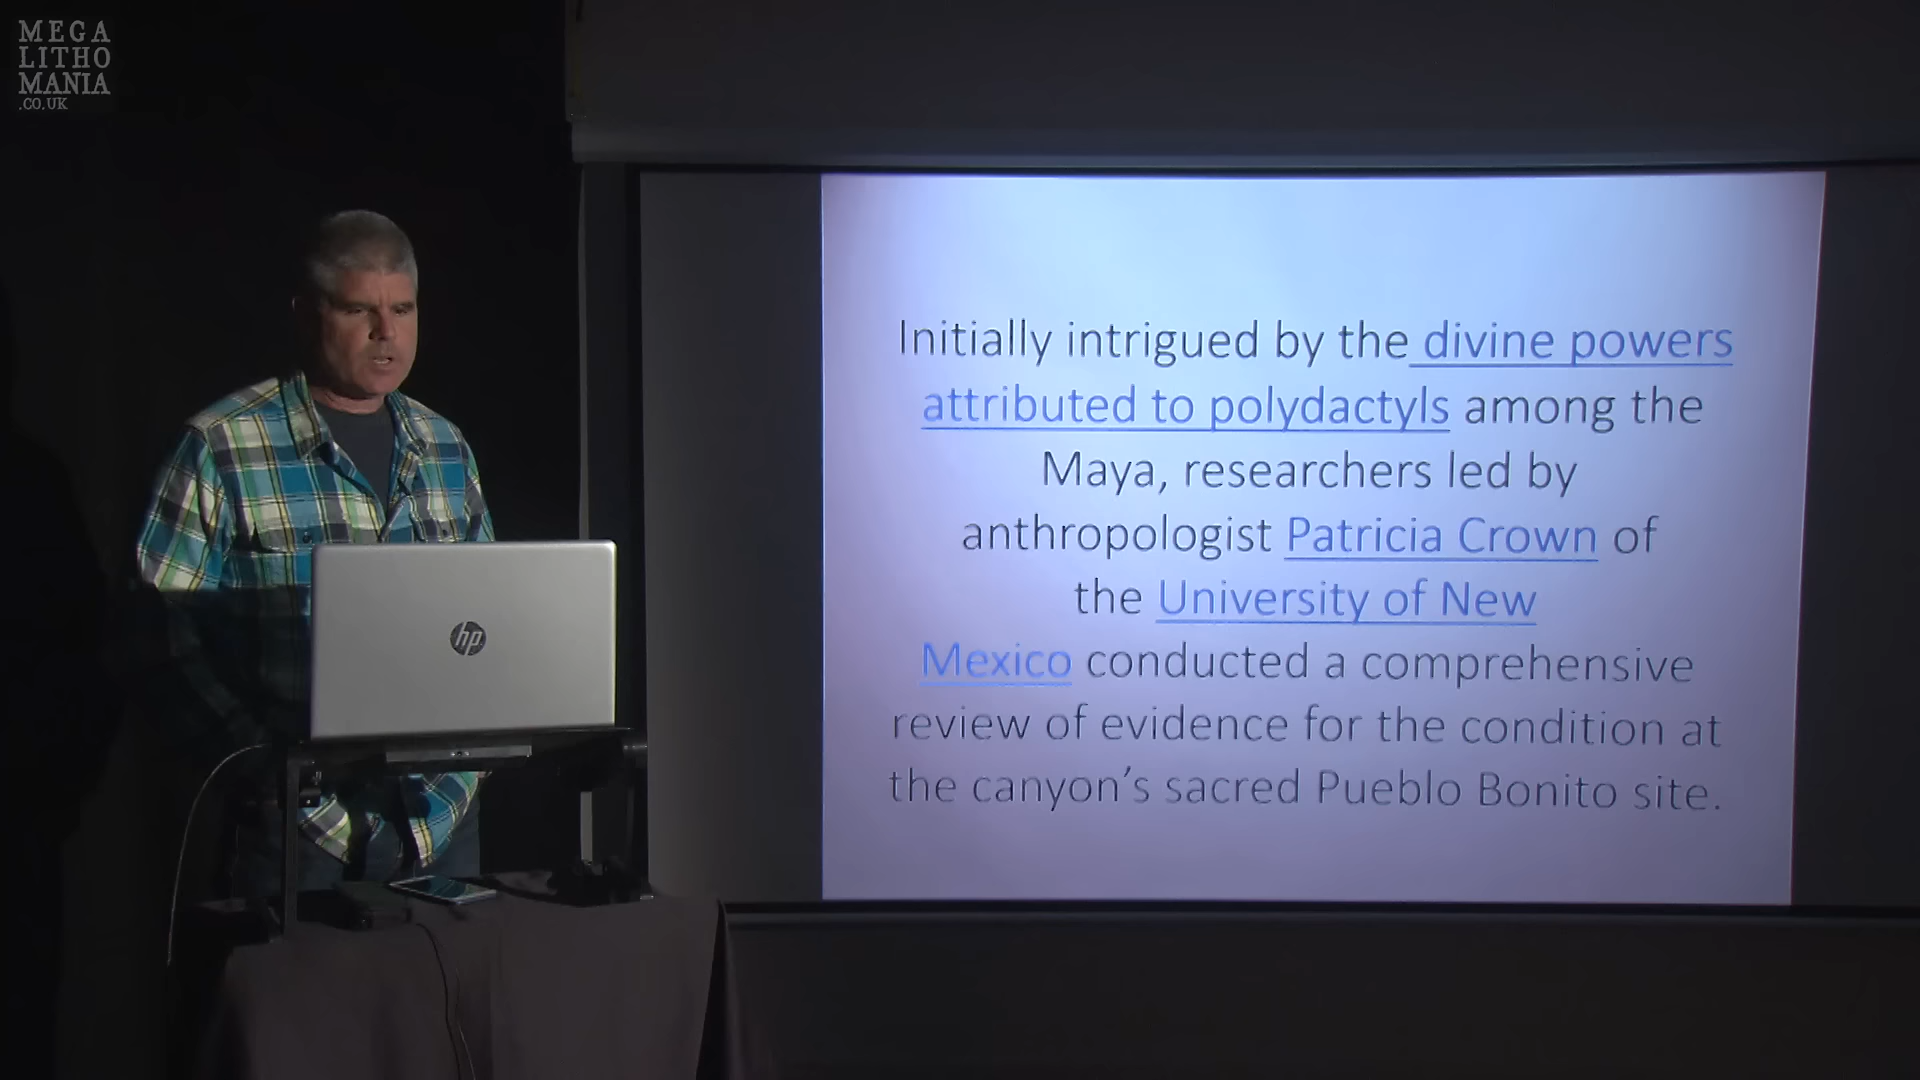 MEGA
LITHO
MANIA
.CO.UK
Initially intrigued by the divine powers
attributed to polydactyls among the
Maya, researchers led by
anthropologist Patricia Crown of
the University of New
Mexico conducted a comprehensive
review of evidence for the condition at
the canyon’s sacred Pueblo Bonito site.
hp